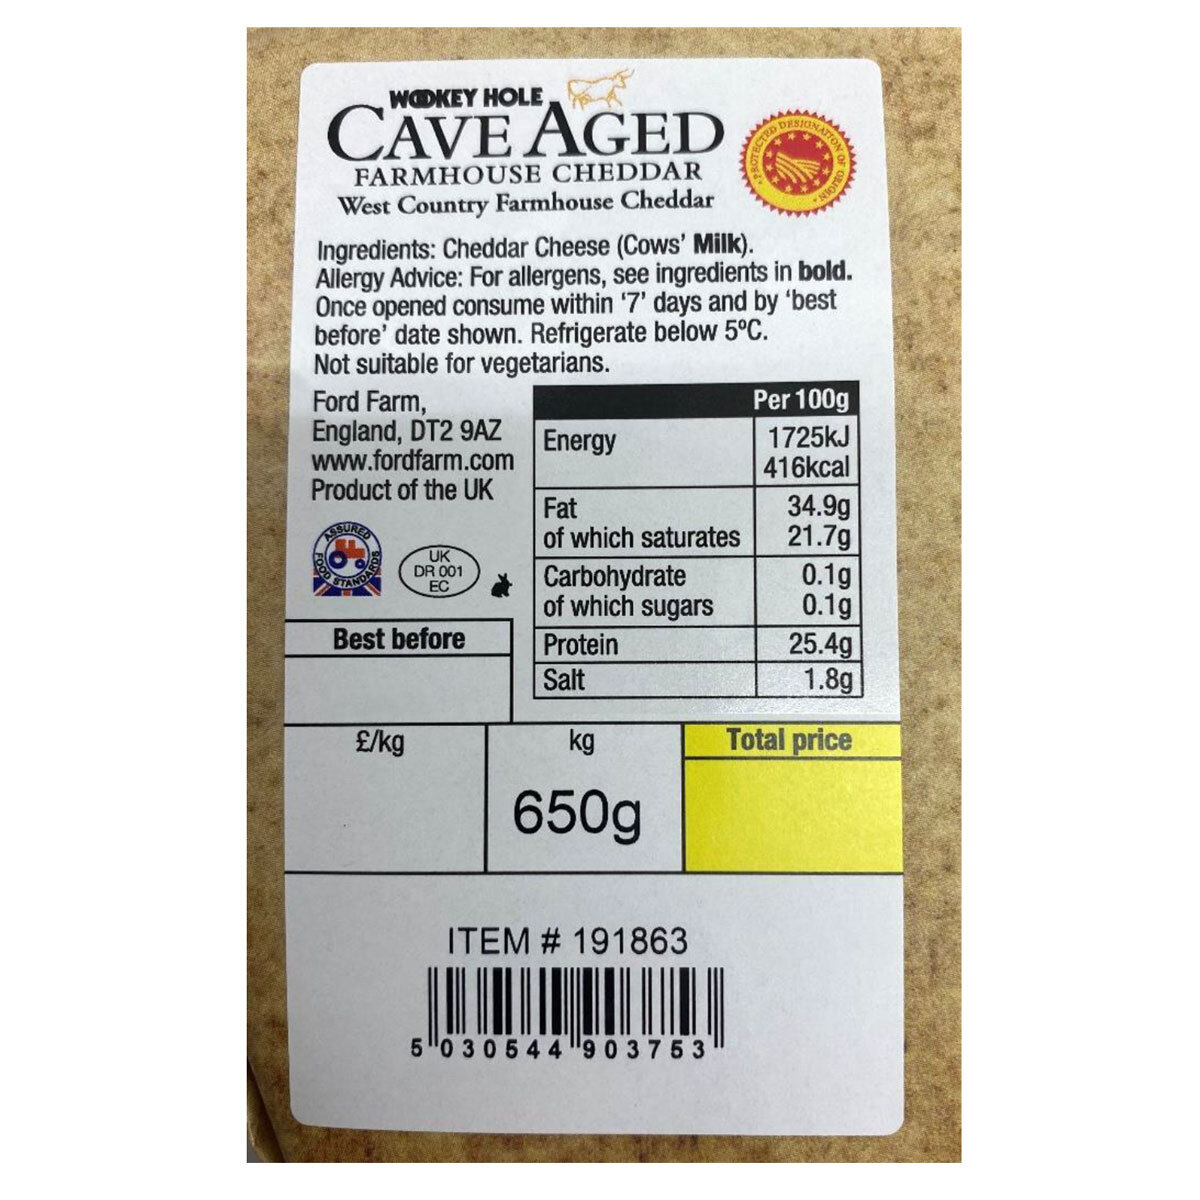 WOOKEY HOLE
CAVE AGED
FARMHOUSE CHEDDAR
West Country Farmhouse Cheddar
PROTECTED DESIGNATION OF ORIGIN
Ingredients: Cheddar Cheese (Cows' Milk).
Allergy Advice: For allergens, see ingredients in bold.
Once opened consume within '7' days and by 'best
before' date shown. Refrigerate below 5ºC.
Not suitable for vegetarians.
Ford Farm,
England, DT2 9AZ
www.fordfarm.com
Product of the UK
ASSURED
FOOD STANDARDS
UK
DR 001
EC
Per 100g
Energy 1725kJ
416kcal
Fat 34.9g
of which saturates 21.7g
Carbohydrate 0.1g
of which sugars 0.1g
Protein 25.4g
Salt 1.8g
Best before
£/kg kg Total price
650g
ITEM # 191863
5 030544 903753